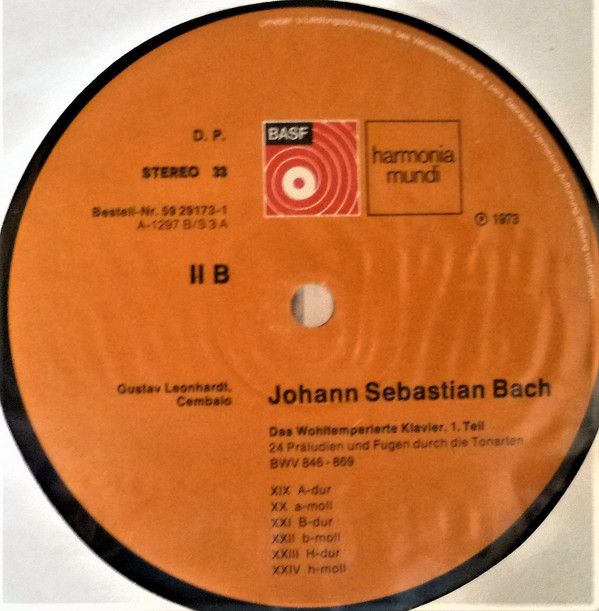 D. P.
STEREO 33
Bestell-Nr. 59 29173-1
A-1297 B/S 3 A
II B
BASF
harmonia
mundi
℗ 1973
Gustav Leonhardt,
Cembalo
Johann Sebastian Bach
Das Wohltemperierte Klavier, 1. Teil
24 Präludien und Fugen durch die Tonarten
BWV 846 - 869
XIX A-dur
XX a-moll
XXI B-dur
XXII b-moll
XXIII H-dur
XXIV h-moll